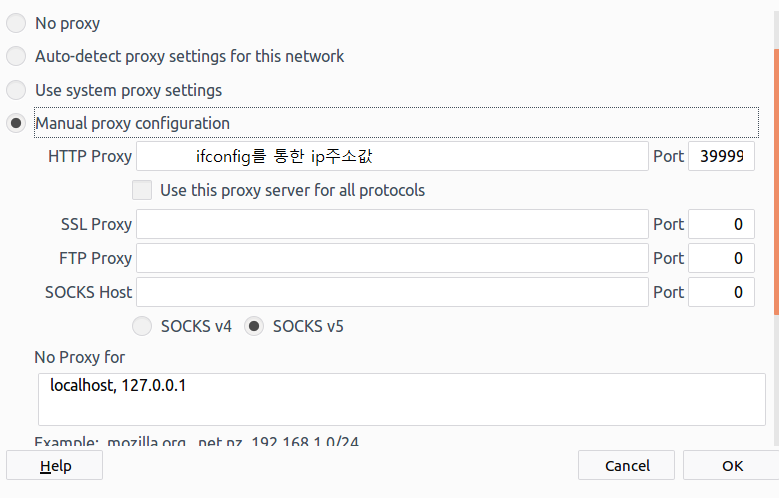 No proxy
Auto-detect proxy settings for this network
Use system proxy settings
Manual proxy configuration
HTTP Proxy ifconfig를 통한 ip주소값 Port 39999
Use this proxy server for all protocols
SSL Proxy Port 0
FTP Proxy Port 0
SOCKS Host Port 0
SOCKS v4 SOCKS v5
No Proxy for
localhost, 127.0.0.1
Example: .mozilla.org, .net.nz, 192.168.1.0/24
Help Cancel OK